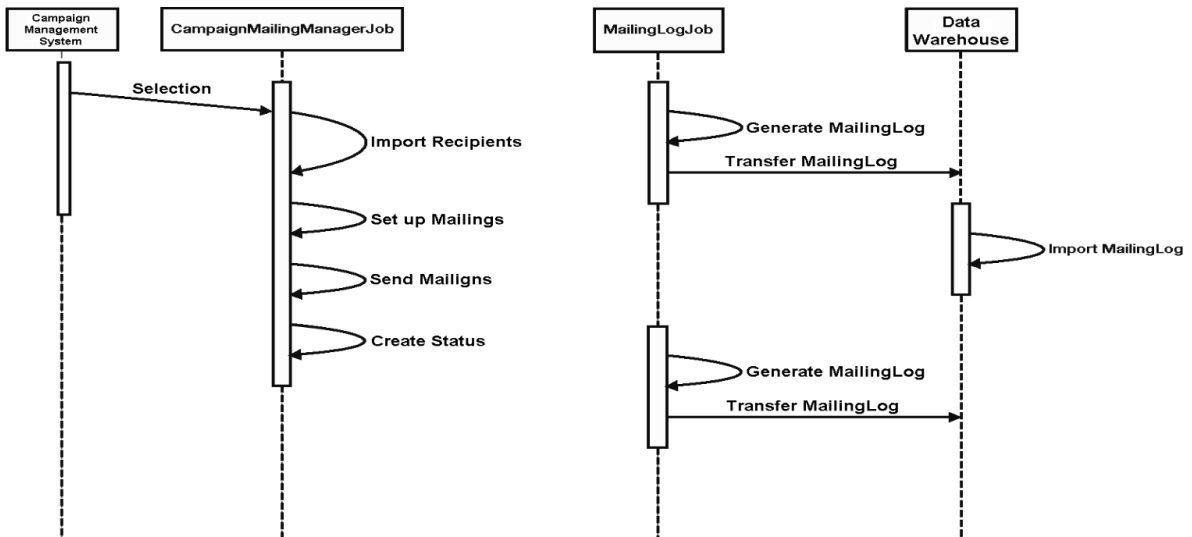 Campaign
Management
System
CampaignMailingManagerJob
MailingLogJob
Data
Warehouse
Selection
Import Recipients
Set up Mailings
Send Mailigns
Create Status
Generate MailingLog
Transfer MailingLog
Import MailingLog
Generate MailingLog
Transfer MailingLog